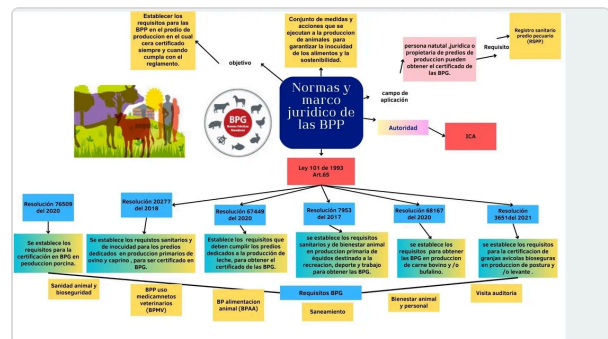 Establecer los
requisitos para las
BPP en el predio de
produccion en el cual
cera certificado
siempre y cuando
cumpla con el
reglamento.
objetivo
Conjunto de medidas y
acciones que se
ejecutan a la produccion
de animales para
garantizar la inocuidad
de los alimentos y la
sostenibilidad.
Normas y
marco
juridico de
las BPP
persona natutal ,juridica o
propietaria de predios de
produccion pueden
obtener el certificado de
las BPG.
Requisito
Registro sanitario
predio pecuario
(RSPP)
campo de
aplicación
Autoridad
ICA
BPG
Ley 101 de 1993
Art.65
Resolución 76509
del 2020
Resolución 20277
del 2018
Resolución 67449
del 2020
Resolución 7953
del 2017
Resolución 68167
del 2020
Resolución
3651del 2021
Se establece los
requisitos para la
certificación en BPG en
produccion porcina.
Se establece los requistos sanitarios y
de inocuidad para los predios
dedicados en produccion primarios de
ovino y caprino , para ser certificado en
BPG.
Establece los requisitos que
deben cumplir los predios
dedicados a la producción de
leche, para obtener el
certificado de las BPG.
se establece los requisitos
sanitarios y de bienestar animal
en producción primaria de
équidos destinado a la
recreacion, deporte y trabajo
para obtener las BPG.
se establece los
requisitos para obtener
las BPG en produccion
de carne bovino y /o
bufalino.
se establece los requisitos
para la certificacion de
granjas avicolas bioseguras
en produccion de postura y
/o levante .
Requisitos BPG
Sanidad animal y
bioseguridad
BPP uso
medicamnetos
veterinarios
(BPMV)
BP alimentacion
animal (BPAA)
Saneamiento
Bienestar animal
y personal
Visita auditoria